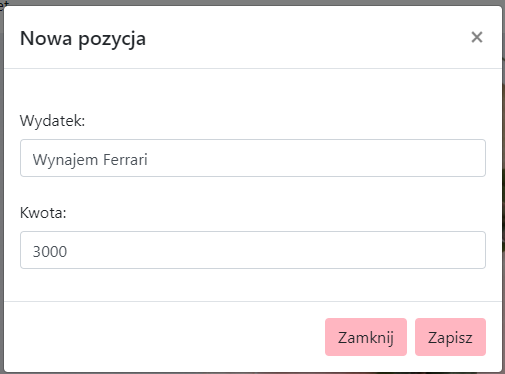 Nowa pozycja
×
Wydatek:
Wynajem Ferrari
Kwota:
3000
Zamknij Zapisz